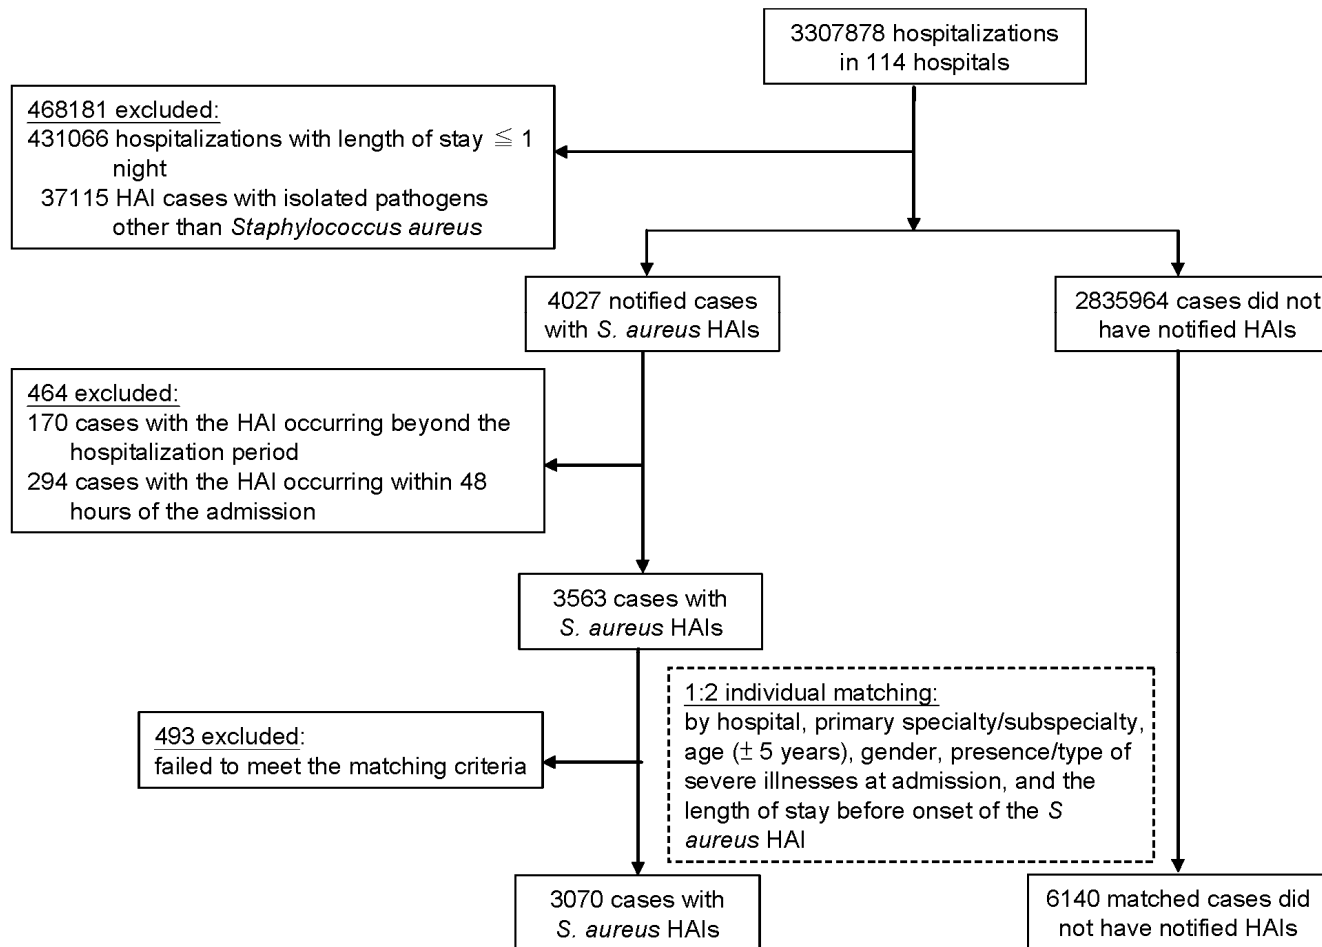 3307878 hospitalizations
in 114 hospitals
468181 excluded:
431066 hospitalizations with length of stay ≦ 1
night
37115 HAI cases with isolated pathogens
other than Staphylococcus aureus
4027 notified cases
with S. aureus HAIs
2835964 cases did not
have notified HAIs
464 excluded:
170 cases with the HAI occurring beyond the
hospitalization period
294 cases with the HAI occurring within 48
hours of the admission
3563 cases with
S. aureus HAIs
1:2 individual matching:
by hospital, primary specialty/subspecialty,
age (± 5 years), gender, presence/type of
severe illnesses at admission, and the
length of stay before onset of the S
aureus HAI
493 excluded:
failed to meet the matching criteria
3070 cases with
S. aureus HAIs
6140 matched cases did
not have notified HAIs